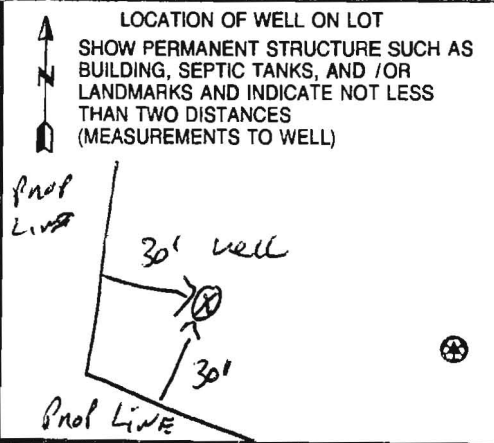 LOCATION OF WELL ON LOT
SHOW PERMANENT STRUCTURE SUCH AS
N
BUILDING, SEPTIC TANKS, AND /OR
LANDMARKS AND INDICATE NOT LESS
THAN TWO DISTANCES
(MEASUREMENTS TO WELL)
Prop
Line
30' well
30'
Prop LiNE